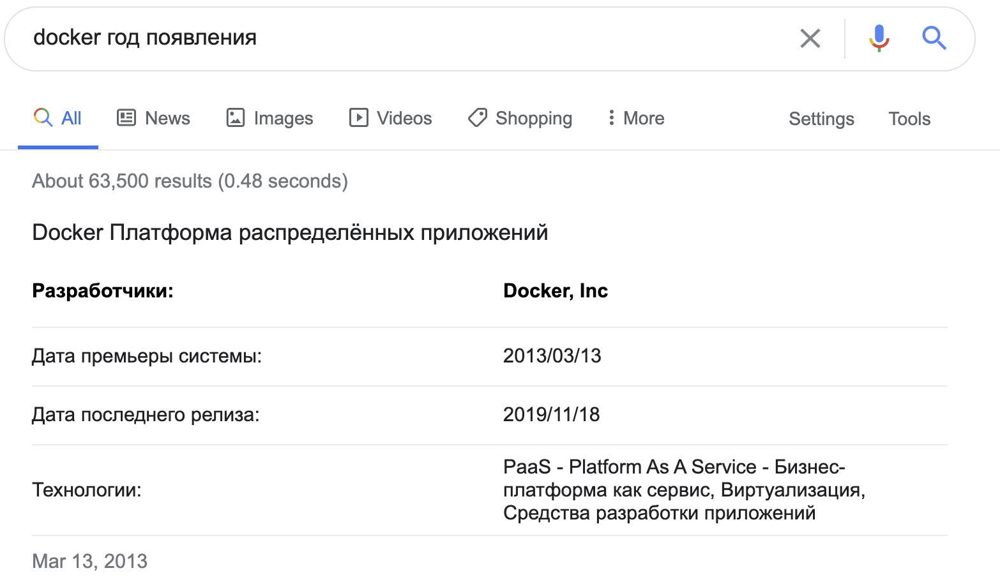 docker год появления
All News Images Videos Shopping More Settings Tools
About 63,500 results (0.48 seconds)
Docker Платформа распределённых приложений
Разработчики: Docker, Inc
Дата премьеры системы: 2013/03/13
Дата последнего релиза: 2019/11/18
Технологии: PaaS - Platform As A Service - Бизнес-
платформа как сервис, Виртуализация,
Средства разработки приложений
Mar 13, 2013